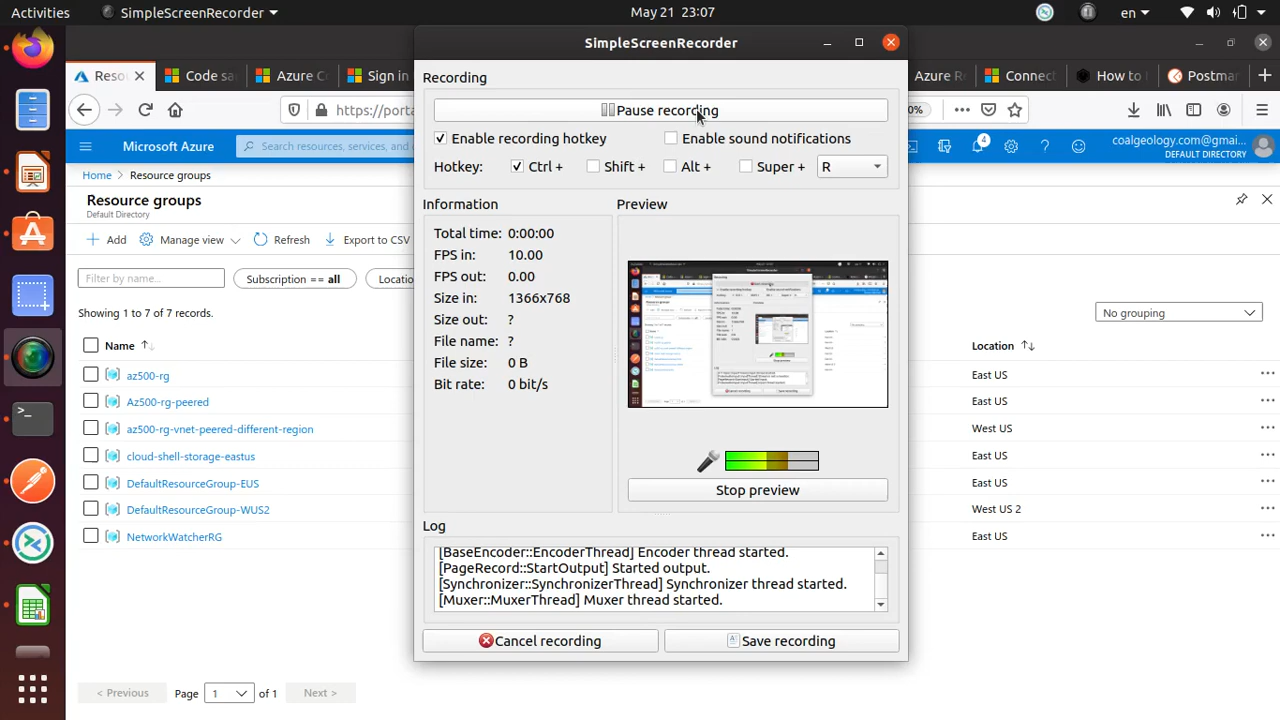 Activities SimpleScreenRecorder May 21 23:07 en
SimpleScreenRecorder
Reso Code sa Azure C Sign in Azure R Connect How to Postmar
https://porta 0%
Microsoft Azure Search resources, services, 4 coalgeology@gmai...
DEFAULT DIRECTORY
Home Resource groups
Resource groups
Default Directory
Add Manage view Refresh Export to CSV
Filter by name... Subscription == all Locatio
Showing 1 to 7 of 7 records. No grouping
Name Location
az500-rg East US
Az500-rg-peered East US
az500-rg-vnet-peered-different-region West US
cloud-shell-storage-eastus East US
DefaultResourceGroup-EUS East US
DefaultResourceGroup-WUS2 West US 2
NetworkWatcherRG East US
< Previous Page 1 of 1 Next >
Recording
Pause recording
Enable recording hotkey Enable sound notifications
Hotkey: Ctrl + Shift + Alt + Super + R
Information Preview
Total time: 0:00:00
FPS in: 10.00
FPS out: 0.00
Size in: 1366x768
Size out: ?
File name: ?
File size: 0 B
Bit rate: 0 bit/s
Stop preview
Log
[BaseEncoder::EncoderThread] Encoder thread started.
[PageRecord::StartOutput] Started output.
[Synchronizer::SynchronizerThread] Synchronizer thread started.
[Muxer::MuxerThread] Muxer thread started.
Cancel recording Save recording